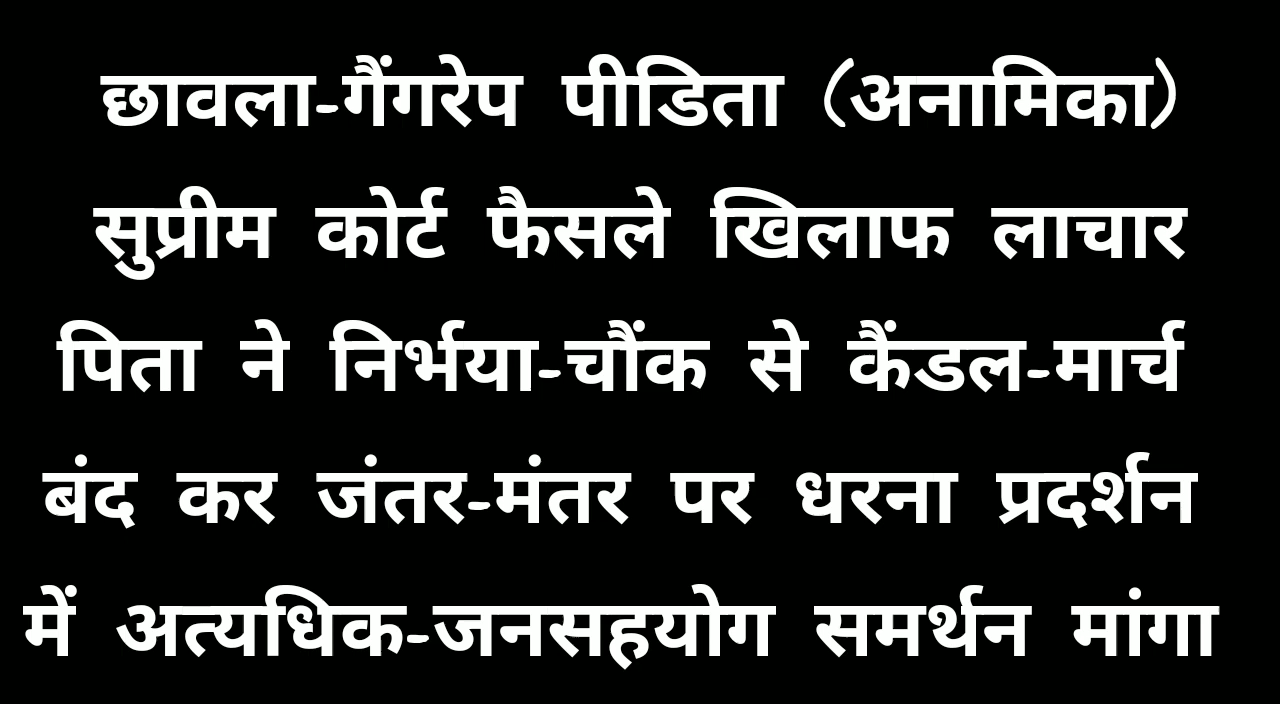 छावला-गैंगरेप पीडिता (अनामिका)
सुप्रीम कोर्ट फैसले खिलाफ लाचार
पिता ने निर्भया-चौंक से कैंडल-मार्च
बंद कर जंतर-मंतर पर धरना प्रदर्शन
में अत्यधिक-जनसहयोग समर्थन मांगा